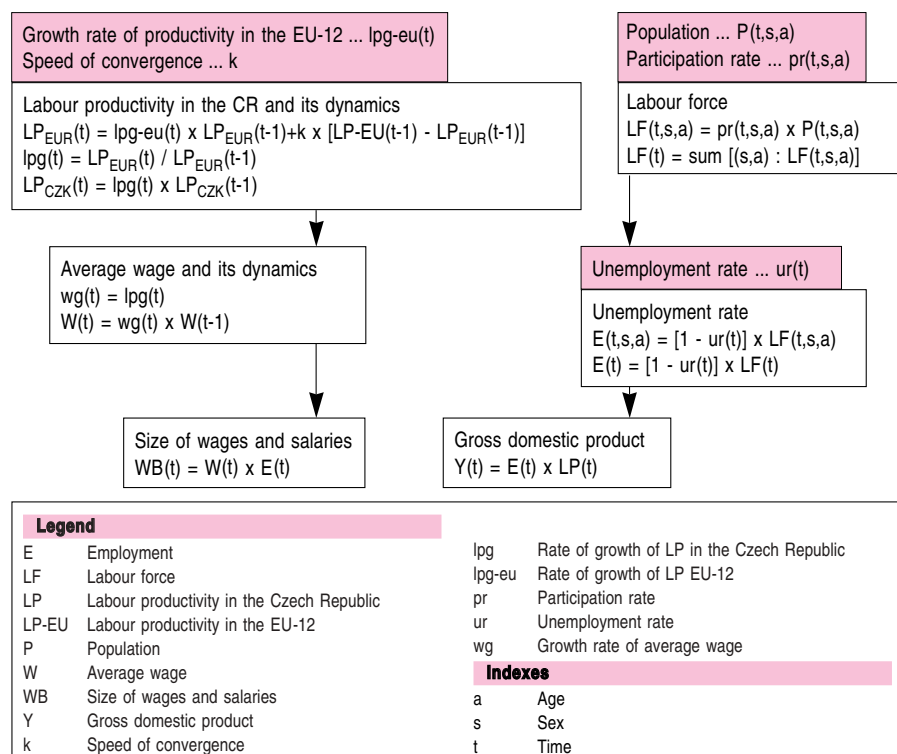 Growth rate of productivity in the EU-12 ... lpg-eu(t)
Speed of convergence ... k
Labour productivity in the CR and its dynamics
LP_EUR(t) = lpg-eu(t) x LP_EUR(t-1)+k x [LP-EU(t-1) - LP_EUR(t-1)]
lpg(t) = LP_EUR(t) / LP_EUR(t-1)
LP_CZK(t) = lpg(t) x LP_CZK(t-1)
Average wage and its dynamics
wg(t) = lpg(t)
W(t) = wg(t) x W(t-1)
Size of wages and salaries
WB(t) = W(t) x E(t)
Population ... P(t,s,a)
Participation rate ... pr(t,s,a)
Labour force
LF(t,s,a) = pr(t,s,a) x P(t,s,a)
LF(t) = sum [(s,a) : LF(t,s,a)]
Unemployment rate ... ur(t)
Unemployment rate
E(t,s,a) = [1 - ur(t)] x LF(t,s,a)
E(t) = [1 - ur(t)] x LF(t)
Gross domestic product
Y(t) = E(t) x LP(t)
Legend
E Employment
LF Labour force
LP Labour productivity in the Czech Republic
LP-EU Labour productivity in the EU-12
P Population
W Average wage
WB Size of wages and salaries
Y Gross domestic product
k Speed of convergence
lpg Rate of growth of LP in the Czech Republic
lpg-eu Rate of growth of LP EU-12
pr Participation rate
ur Unemployment rate
wg Growth rate of average wage
Indexes
a Age
s Sex
t Time